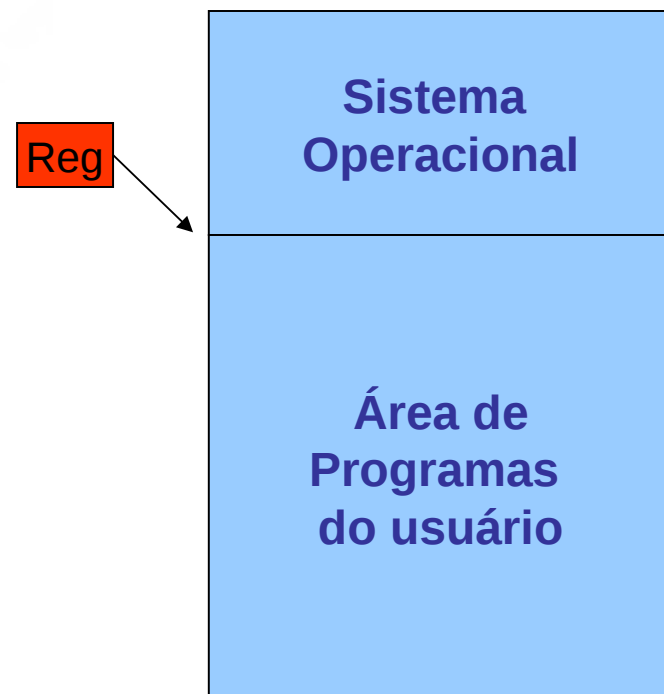 Sistema
Operacional
Reg
Área de
Programas
do usuário